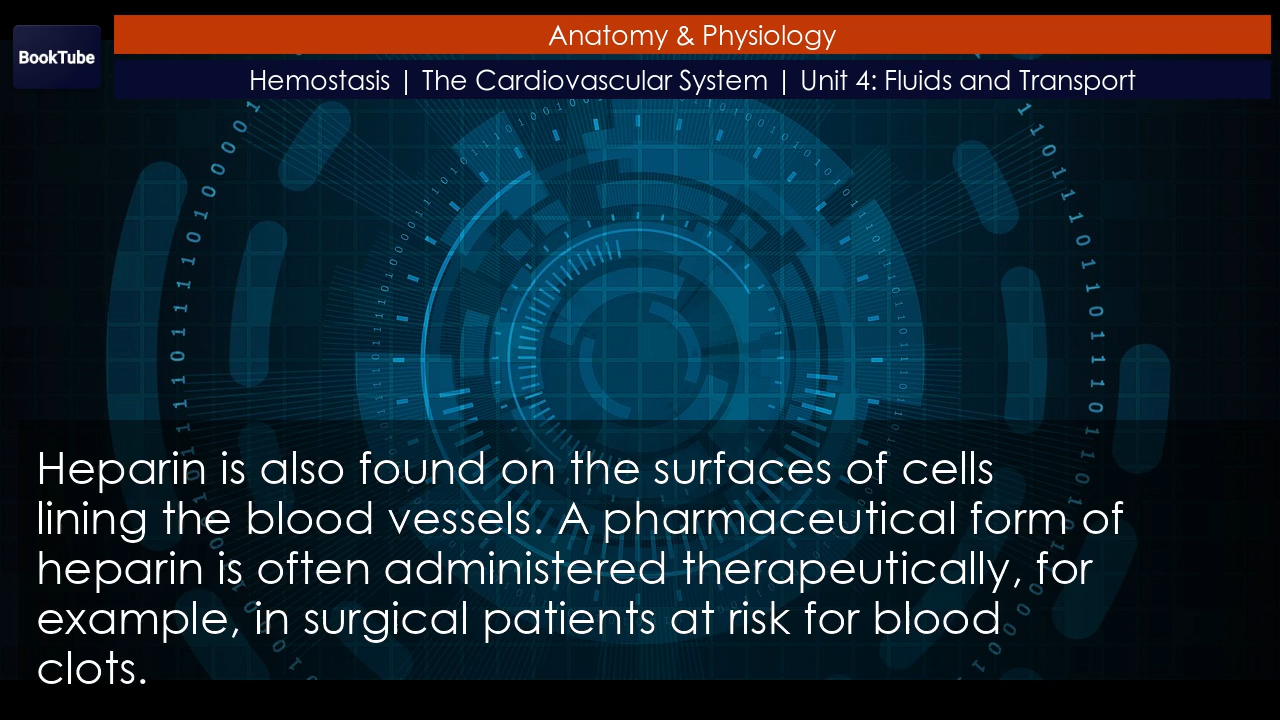 BookTube
Anatomy & Physiology
Hemostasis | The Cardiovascular System | Unit 4: Fluids and Transport
Heparin is also found on the surfaces of cells
lining the blood vessels. A pharmaceutical form of
heparin is often administered therapeutically, for
example, in surgical patients at risk for blood
clots.